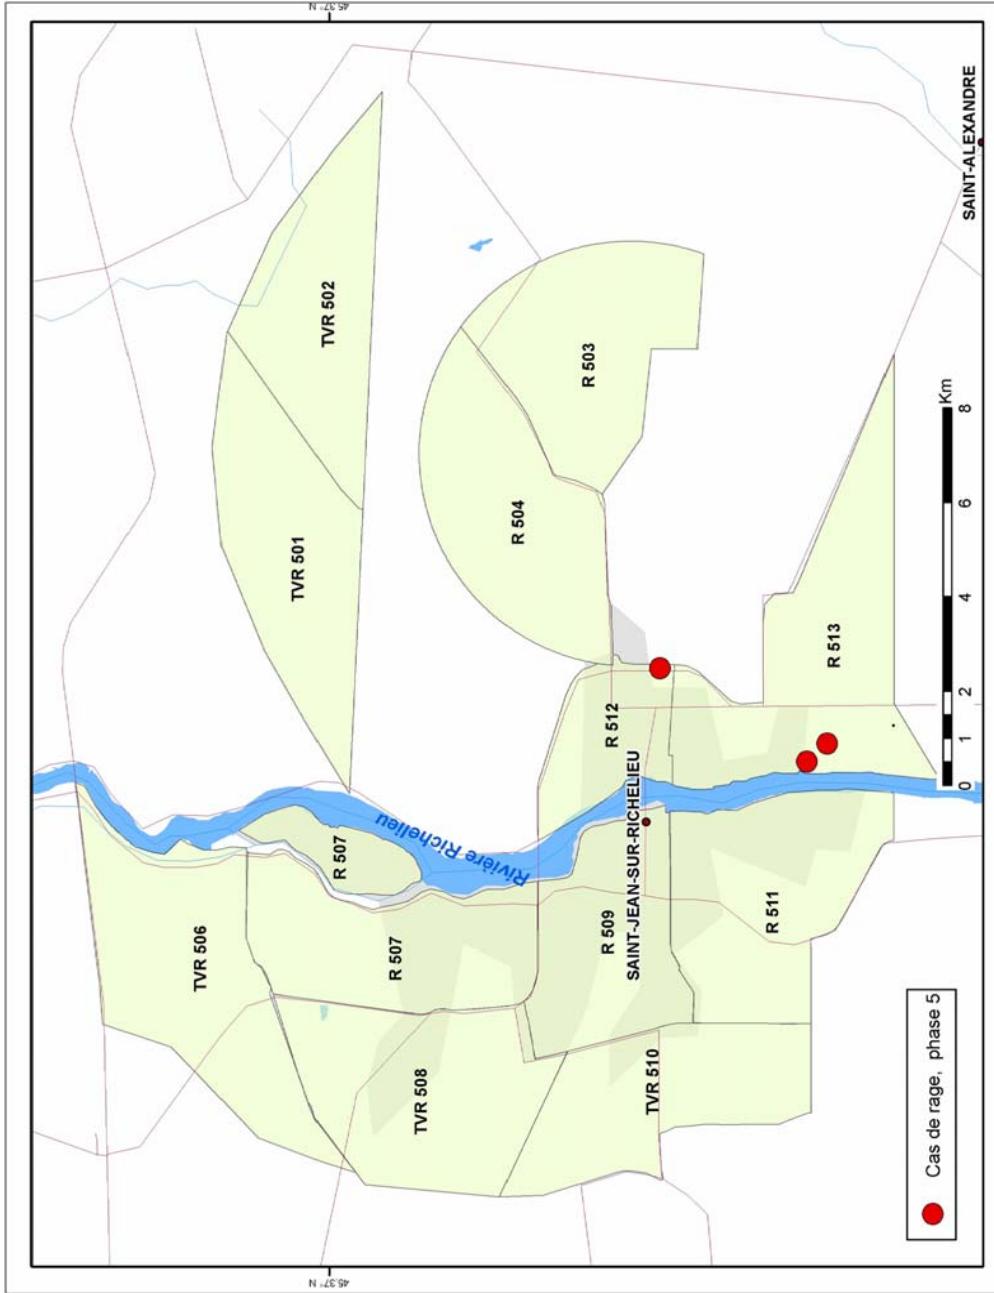 45.37° N
45.37° N
TVR 506
R 507
TVR 501
TVR 502
R 507
TVR 508
Rivière Richelieu
R 504
R 503
R 509
R 512
SAINT-JEAN-SUR-RICHELIEU
TVR 510
R 511
R 513
SAINT-ALEXANDRE
Km
0 1 2 4 6 8
Cas de rage, phase 5